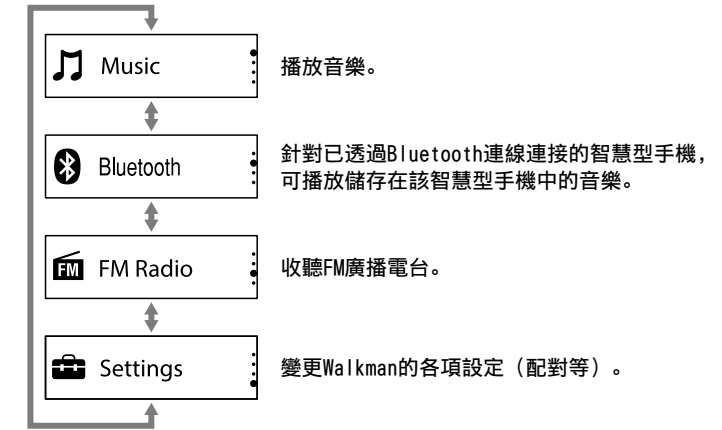 Music
播放音樂。
Bluetooth
針對已透過Bluetooth連線連接的智慧型手機，
可播放儲存在該智慧型手機中的音樂。
FM
FM Radio
收聽FM廣播電台。
Settings
變更Walkman的各項設定（配對等）。